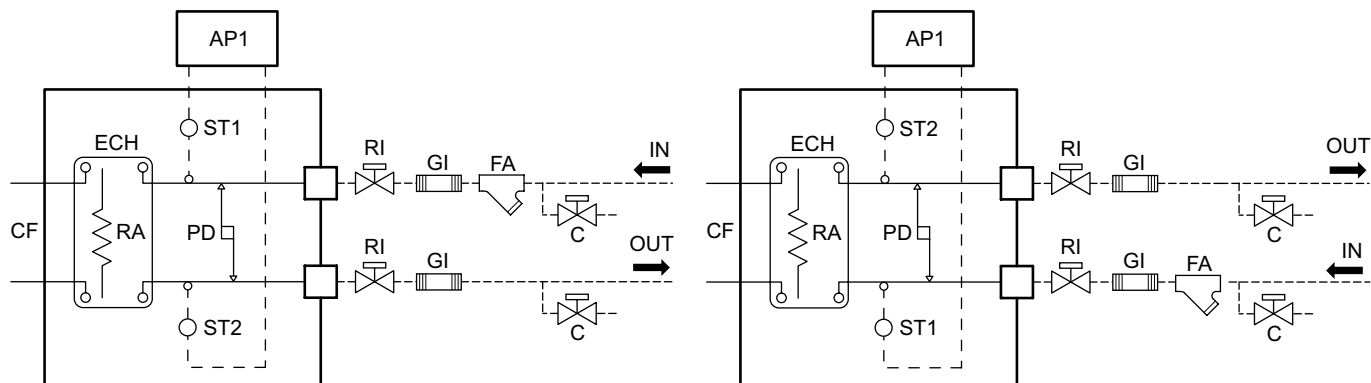 AP1
ST1
ECH
RI
GI
FA
IN
C
CF
RA
PD
RI
GI
OUT
C
ST2
AP1
ST2
ECH
RI
GI
OUT
C
CF
RA
PD
RI
GI
FA
IN
C
ST1